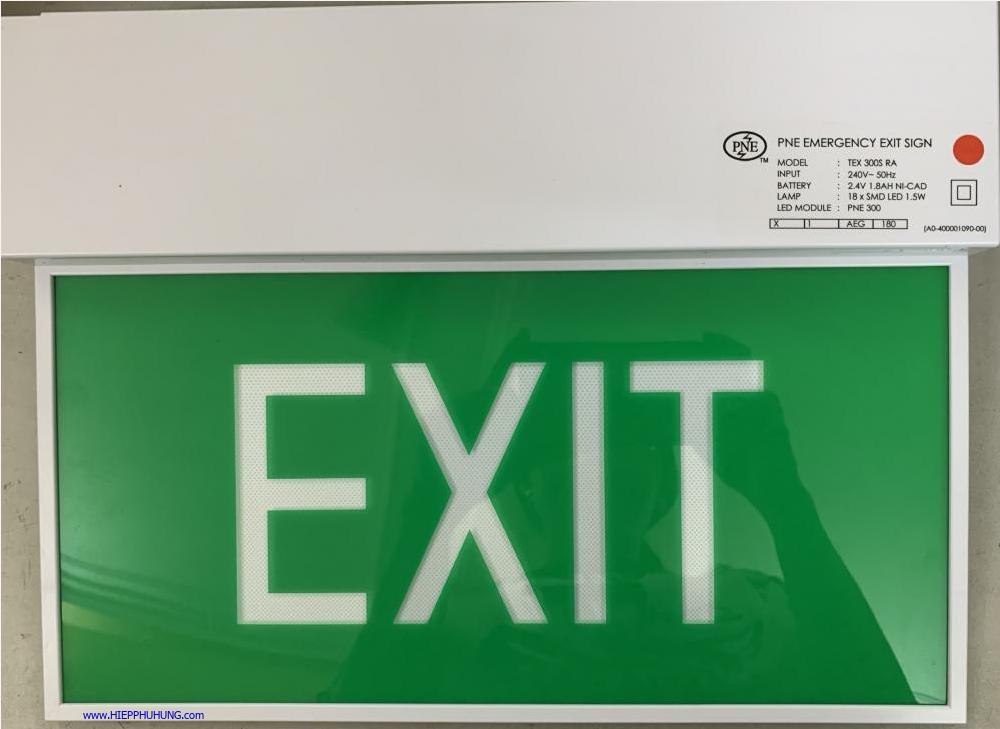 PNE TM
PNE EMERGENCY EXIT SIGN
MODEL : TEX 300S RA
INPUT : 240V~ 50Hz
BATTERY : 2.4V 1.8AH NI-CAD
LAMP : 18 x SMD LED 1.5W
LED MODULE : PNE 300
X 1 AEG 180
(A0-400001090-00)
EXIT
www.HIEPPHUHUNG.com